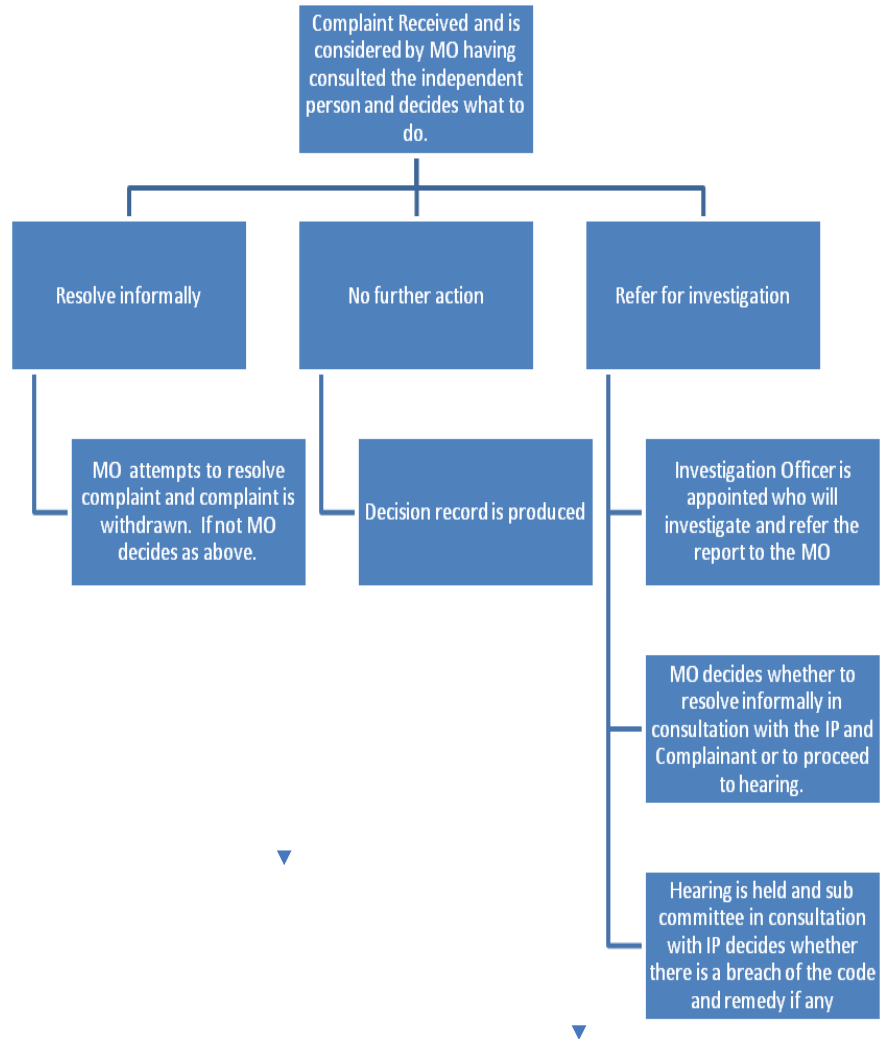 Complaint Received and is
considered by MO having
consulted the independent
person and decides what to
do.
Resolve informally
No further action
Refer for investigation
MO attempts to resolve
complaint and complaint is
withdrawn. If not MO
decides as above.
Decision record is produced
Investigation Officer is
appointed who will
investigate and refer the
report to the MO
MO decides whether to
resolve informally in
consultation with the IP and
Complainant or to proceed
to hearing.
Hearing is held and sub
committee in consultation
with IP decides whether
there is a breach of the code
and remedy if any